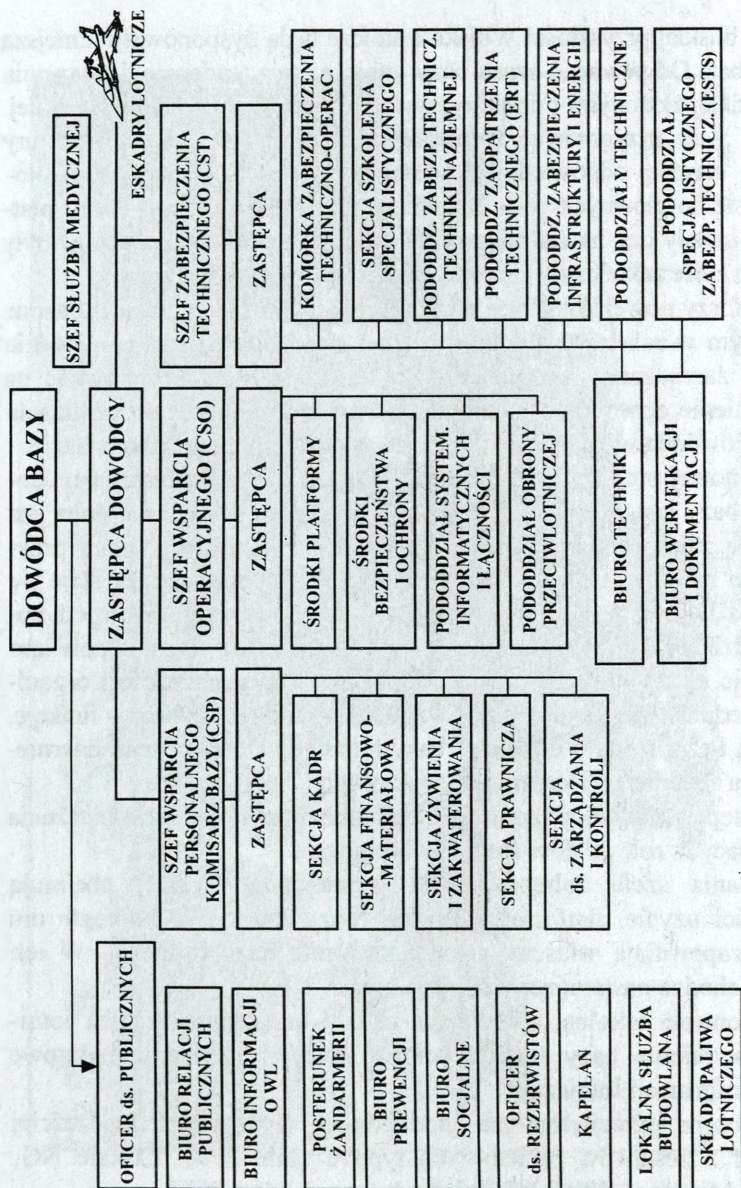 DOWÓDCA BAZY
ZASTĘPCA DOWÓDCY
SZEF SŁUŻBY MEDYCZNEJ
ESKADRY LOTNICZE
OFICER ds. PUBLICZNYCH
BIURO RELACJI
PUBLICZNYCH
BIURO INFORMACJI
O WL
POSTERUNEK
ŻANDARMERII
BIURO
PREWENCJI
BIURO
SOCJALNE
OFICER
ds. REZERWISTÓW
KAPELAN
LOKALNA SŁUŻBA
BUDOWLANA
SKŁADY PALIWA
LOTNICZEGO
SZEF WSPARCIA
PERSONALNEGO
KOMISARZ BAZY (CSP)
ZASTĘPCA
SEKCJA KADR
SEKCJA FINANSOWO-
MATERIAŁOWA
SEKCJA ŻYWIENIA
I ZAKWATEROWANIA
SEKCJA PRAWNICZA
SEKCJA
ds. ZARZĄDZANIA
I KONTROLI
SZEF WSPARCIA
OPERACYJNEGO (CSO)
ZASTĘPCA
ŚRODKI PLATFORMY
ŚRODKI
BEZPIECZEŃSTWA
I OCHRONY
PODODDZIAŁ SYSTEM.
INFORMATYCZNYCH
I ŁĄCZNOŚCI
PODODDZIAŁ OBRONY
PRZECIWLOTNICZEJ
SZEF ZABEZPIECZENIA
TECHNICZNEGO (CST)
ZASTĘPCA
KOMÓRKA ZABEZPIECZENIA
TECHNICZNO-OPERAC.
SEKCJA SZKOLENIA
SPECJALISTYCZNEGO
PODODDZ. ZABEZP. TECHNICZ.
TECHNIKI NAZIEMNEJ
PODODDZ. ZAOPATRZENIA
TECHNICZNEGO (ERT)
PODODDZ. ZABEZPIECZENIA
INFRASTRUKTURY, ENERGII
PODODDZIAŁY TECHNICZNE
PODODDZIAŁ
SPECJALISTYCZNEGO
ZABEZP. TECHNICZ. (ESTS)
BIURO TECHNIKI
BIURO WERYFIKACJI
I DOKUMENTACJI